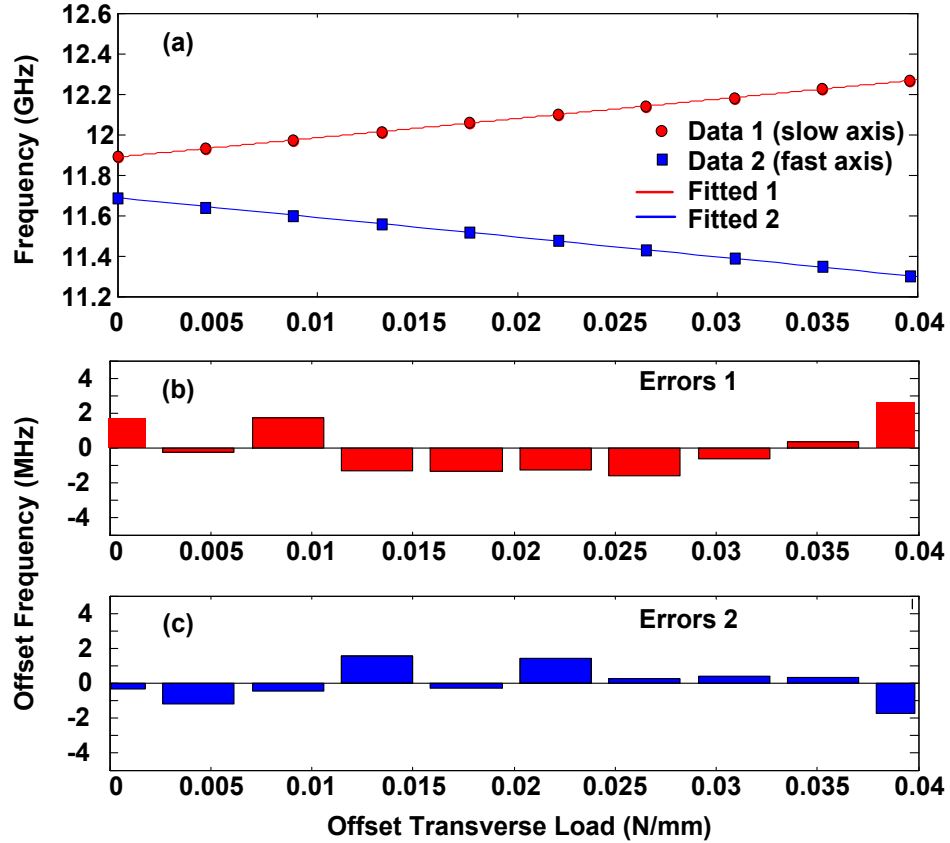 (a)
Frequency (GHz)
12.6
12.4
12.2
12
11.8
11.6
11.4
11.2
Data 1 (slow axis)
Data 2 (fast axis)
Fitted 1
Fitted 2
0 0.005 0.01 0.015 0.02 0.025 0.03 0.035 0.04
Offset Frequency (MHz)
(b)
Errors 1
4
2
0
-2
-4
0 0.005 0.01 0.015 0.02 0.025 0.03 0.035 0.04
(c)
Errors 2
4
2
0
-2
-4
0 0.005 0.01 0.015 0.02 0.025 0.03 0.035 0.04
Offset Transverse Load (N/mm)